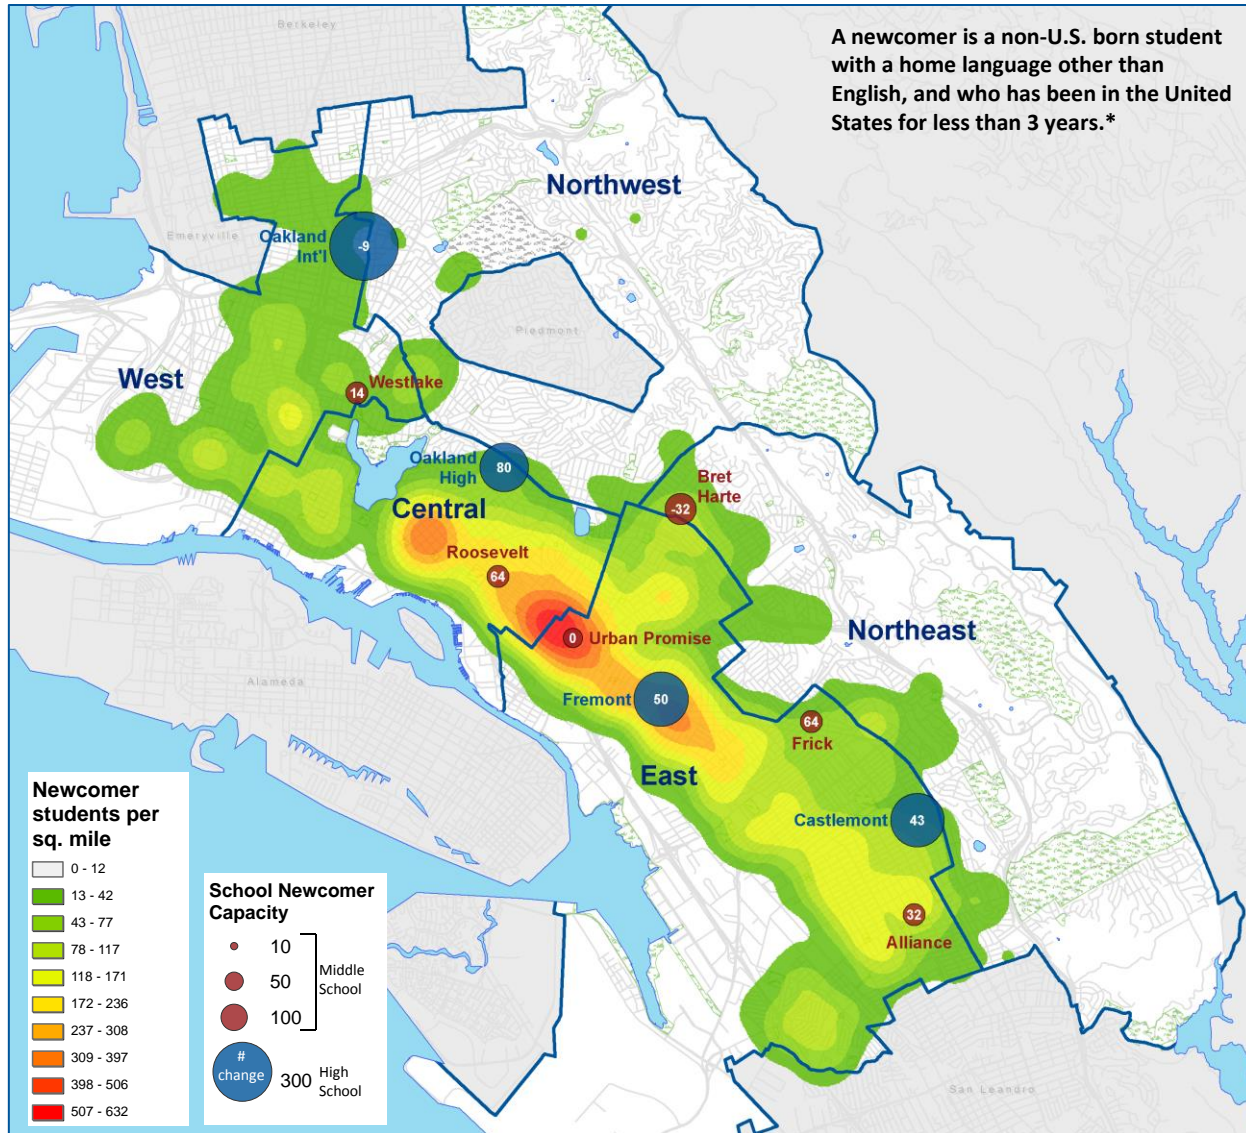 Berkeley
A newcomer is a non-U.S. born student
with a home language other than
English, and who has been in the United
States for less than 3 years.*
Northwest
Emeryville
Oakland
Int'l
-9
Piedmont
West
Westlake
14
Oakland
High
80
Bret
Harte
-32
Central
Roosevelt
64
0
Urban Promise
Northeast
Alameda
Fremont
50
64
Frick
East
Castlemont
43
32
Alliance
San Leandro
Newcomer
students per
sq. mile
0 - 12
13 - 42
43 - 77
78 - 117
118 - 171
172 - 236
237 - 308
309 - 397
398 - 506
507 - 632
School Newcomer
Capacity
10
50
100
Middle
School
#
change
300
High
School